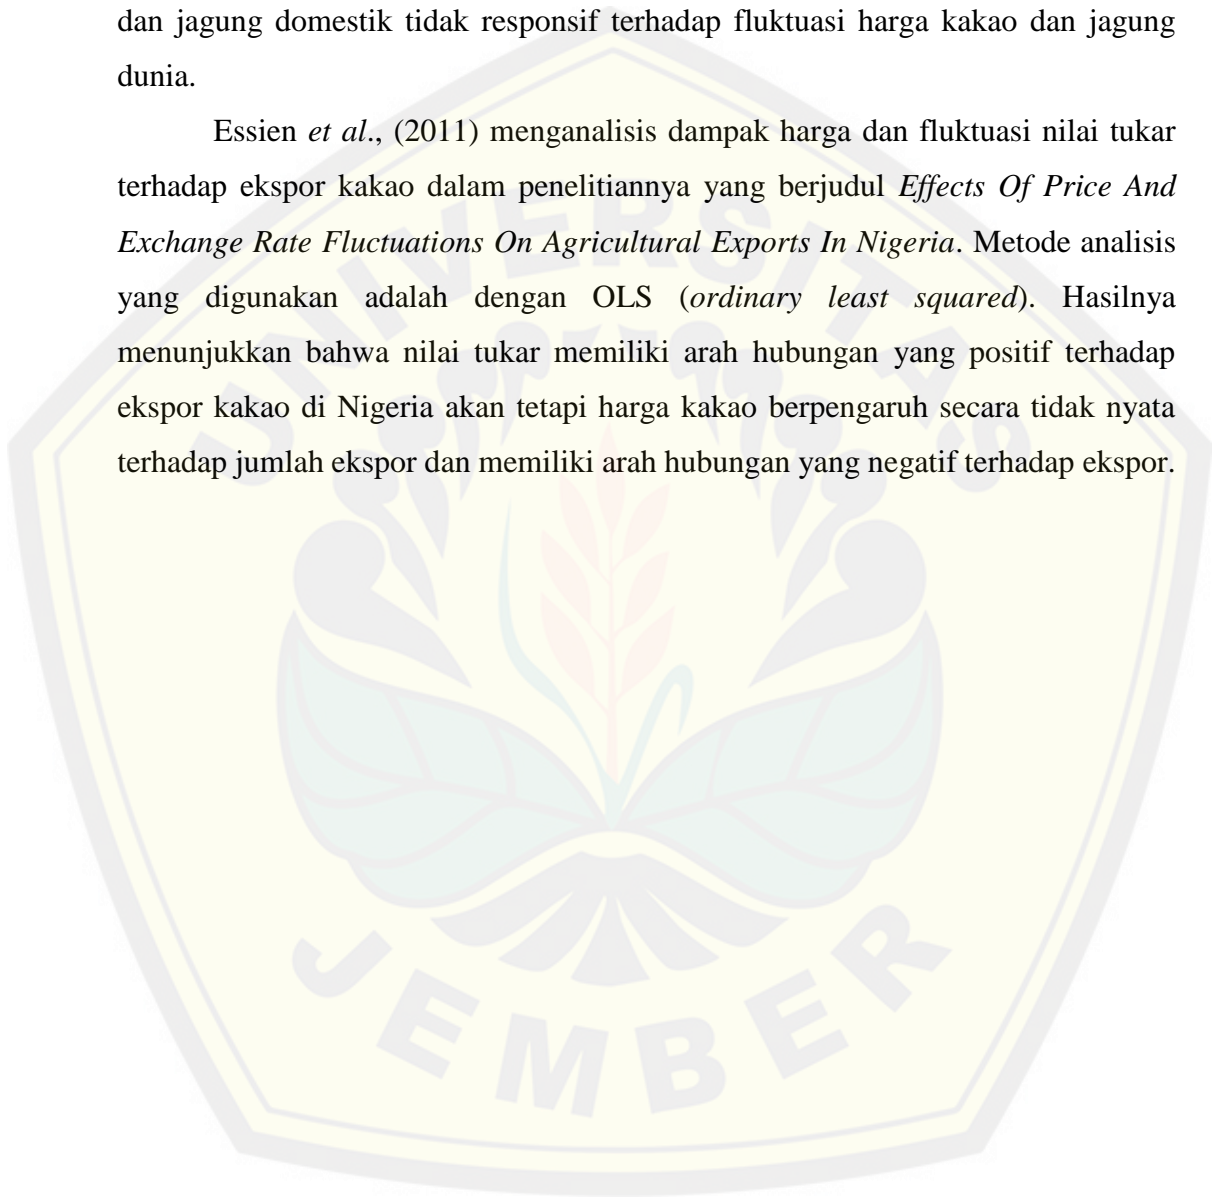 dan jagung domestik tidak responsif terhadap fluktuasi harga kakao dan jagung
dunia.
Essien et al., (2011) menganalisis dampak harga dan fluktuasi nilai tukar
terhadap ekspor kakao dalam penelitiannya yang berjudul Effects Of Price And
Exchange Rate Fluctuations On Agricultural Exports In Nigeria. Metode analisis
yang digunakan adalah dengan OLS (ordinary least squared). Hasilnya
menunjukkan bahwa nilai tukar memiliki arah hubungan yang positif terhadap
ekspor kakao di Nigeria akan tetapi harga kakao berpengaruh secara tidak nyata
terhadap jumlah ekspor dan memiliki arah hubungan yang negatif terhadap ekspor.
UNIVERSITAS
JEMBER